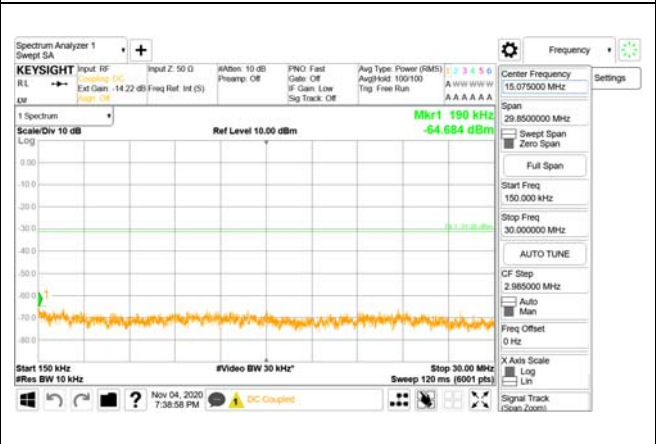 Spectrum Analyzer 1
Swept SA
+
Frequency
KEYSIGHT
RL
Input: RF
Coupling: DC
Ext Gain: -14.22 dB
Align: Off
Input Z: 50 Ω
Freq Ref: Int (S)
#Atten: 10 dB
Preamp: Off
PNO: Fast
Gate: Off
IF Gain: Low
Sig Track: Off
Avg Type: Power (RMS)
Avg|Hold: 100/100
Trig: Free Run
1 2 3 4 5 6
A W W W W W
A A A A A A
Center Frequency
15.075000 MHz
Settings
1 Spectrum
Scale/Div 10 dB
Log
Ref Level 10.00 dBm
Mkr1 190 kHz
-64.684 dBm
Span
29.8500000 MHz
Swept Span
Zero Span
Full Span
Start Freq
150.000 kHz
Stop Freq
30.000000 MHz
AUTO TUNE
CF Step
2.985000 MHz
Auto
Man
Freq Offset
0 Hz
X Axis Scale
Log
Lin
Signal Track
(Span Zoom)
0.00
-10.0
-20.0
-30.0
-40.0
-50.0
-60.0
-70.0
-80.0
1
Start 150 kHz
#Res BW 10 kHz
#Video BW 30 kHz*
Stop 30.00 MHz
Sweep 120 ms (6001 pts)
?
Nov 04, 2020
7:38:58 PM
1
DC Coupled